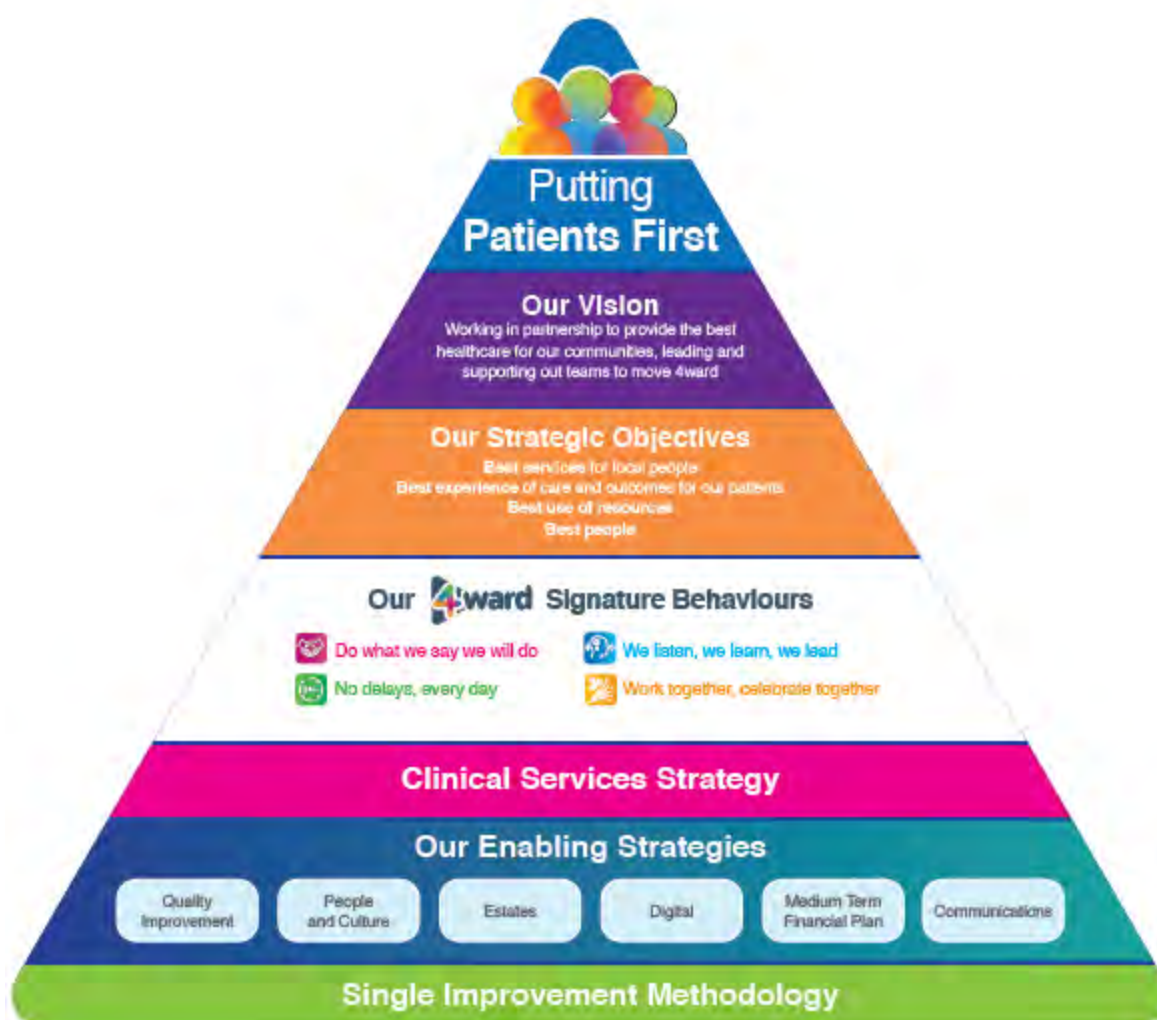 Putting
Patients First
Our Vision
Working in partnership to provide the best
healthcare for our communities, leading and
supporting out teams to move 4ward
Our Strategic Objectives
Best services for local people
Best experience of care and outcomes for our patients
Best use of resources
Best people
Our 4ward Signature Behaviours
Do what we say we will do
We listen, we learn, we lead
No delays, every day
Work together, celebrate together
Clinical Services Strategy
Our Enabling Strategies
Quality
Improvement
People
and Culture
Estates
Digital
Medium Term
Financial Plan
Communications
Single Improvement Methodology